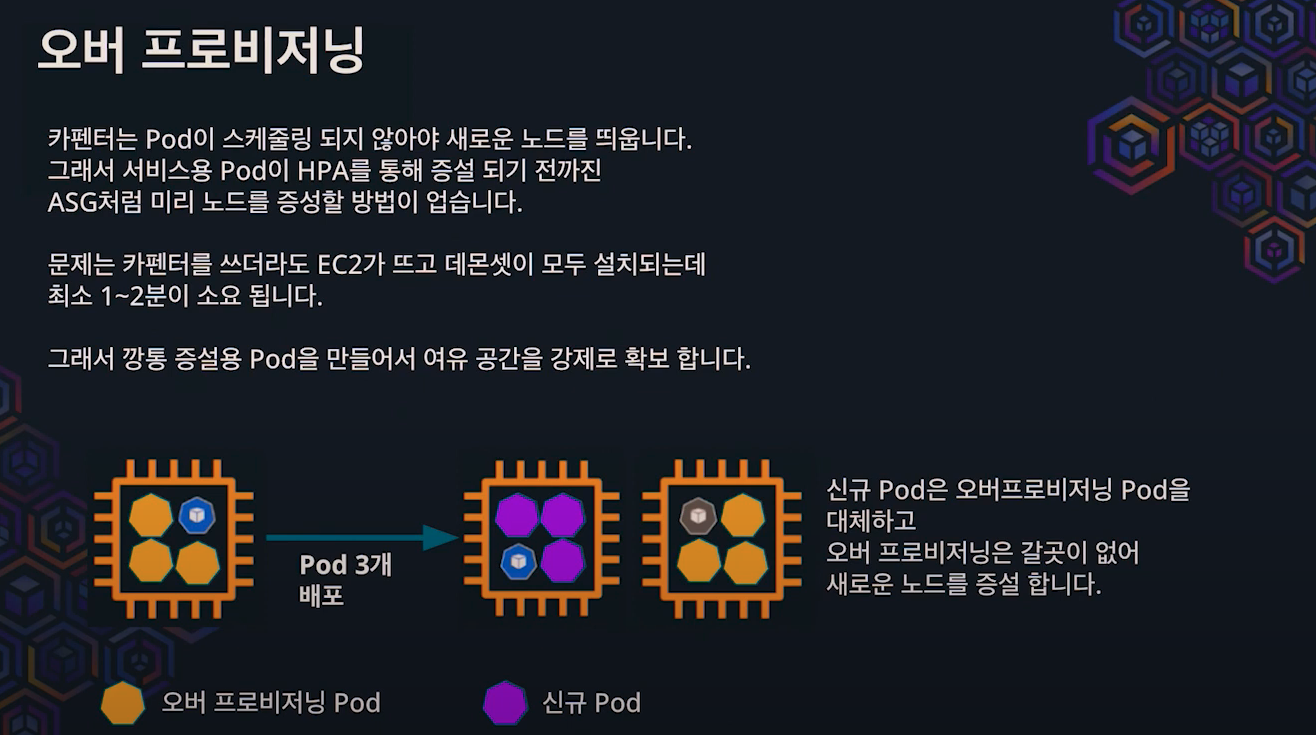 오버 프로비저닝
카펜터는 Pod이 스케줄링 되지 않아야 새로운 노드를 띄웁니다.
그래서 서비스용 Pod이 HPA를 통해 증설 되기 전까진
ASG처럼 미리 노드를 증성할 방법이 업습니다.
문제는 카펜터를 쓰더라도 EC2가 뜨고 데몬셋이 모두 설치되는데
최소 1~2분이 소요 됩니다.
그래서 깡통 증설용 Pod을 만들어서 여유 공간을 강제로 확보 합니다.
Pod 3개
배포
신규 Pod은 오버프로비저닝 Pod을
대체하고
오버 프로비저닝은 갈곳이 없어
새로운 노드를 증설 합니다.
오버 프로비저닝 Pod
신규 Pod